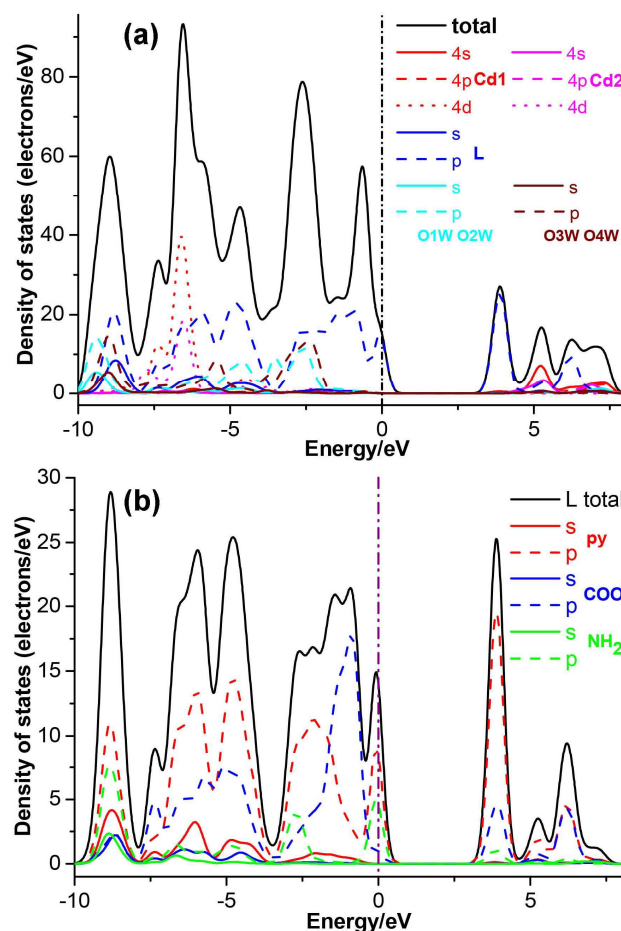 (a)
total
4s 4s
4p Cd1 4p Cd2
4d 4d
s
p L
s s
p p
O1W O2W O3W O4W
Density of states (electrons/eV)
80
60
40
20
0
-10 -5 0 5
Energy/eV
(b)
L total
s
p py
s
p COO
s
p NH2
Density of states (electrons/eV)
30
25
20
15
10
5
0
-10 -5 0 5
Energy/eV